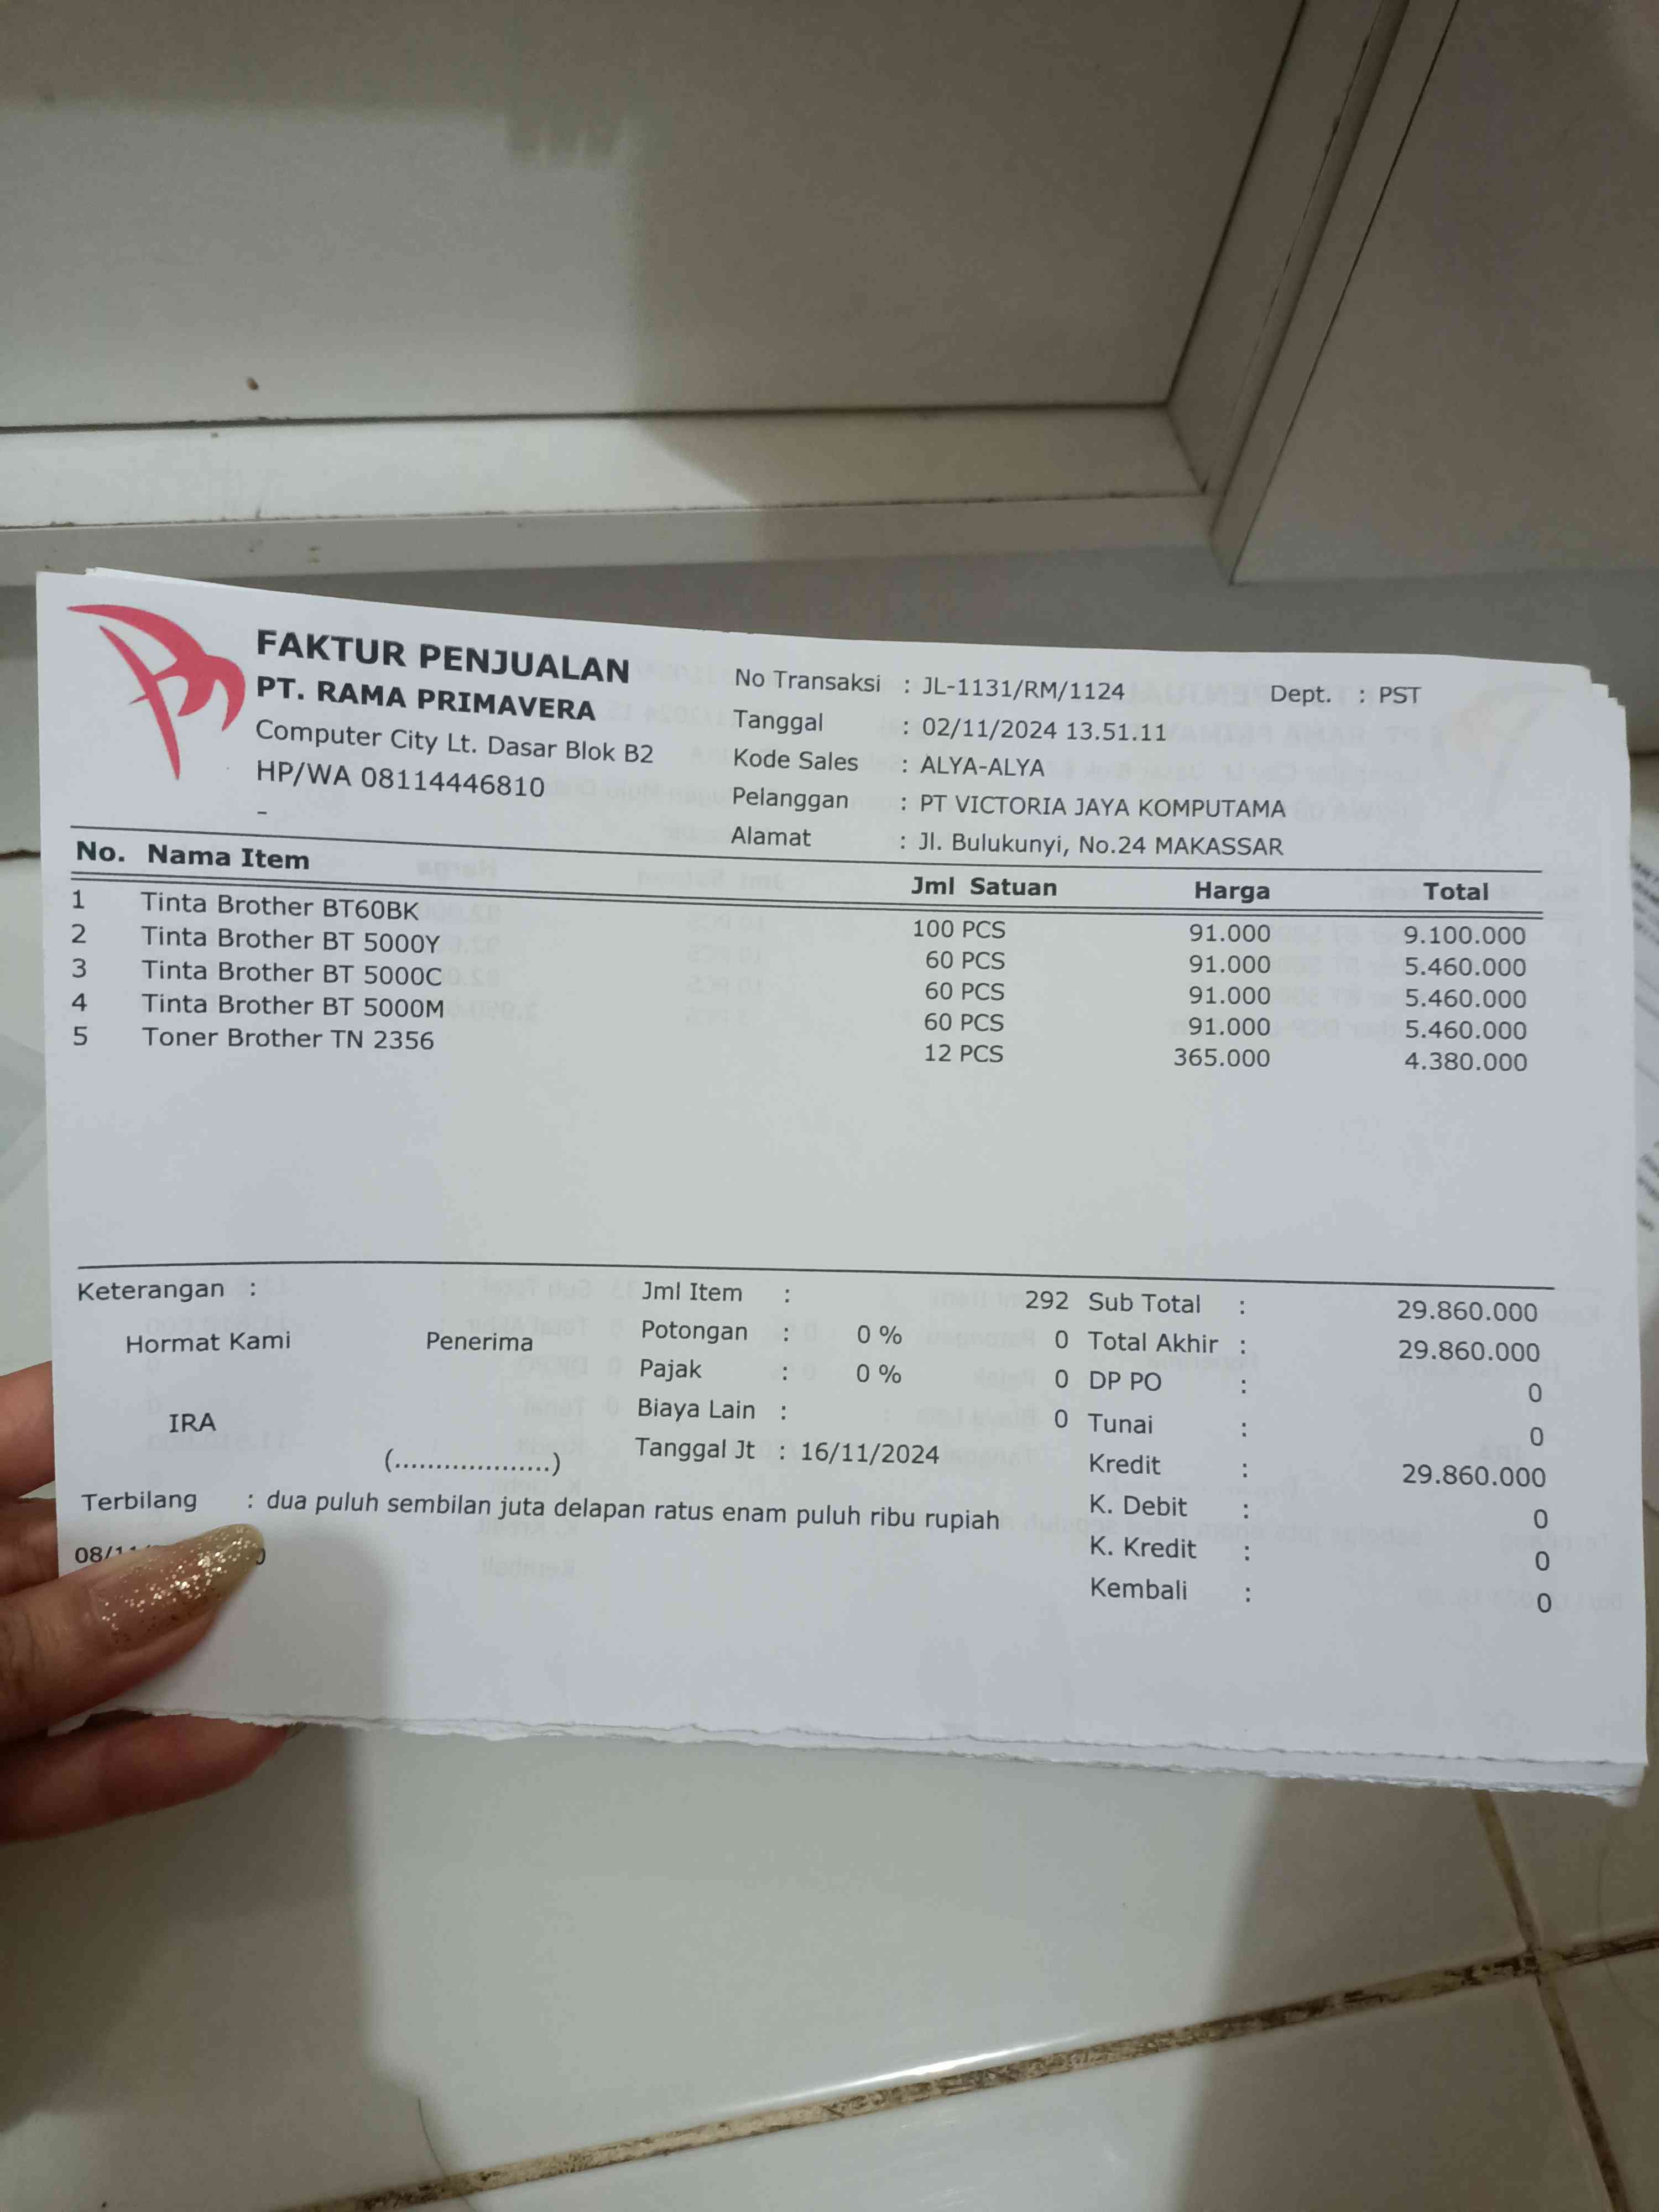 FAKTUR PENJUALAN
PT. RAMA PRIMAVERA
Computer City Lt. Dasar Blok B2
HP/WA 08114446810
-
No Transaksi : JL-1131/RM/1124 Dept. : PST
Tanggal : 02/11/2024 13.51.11
Kode Sales : ALYA-ALYA
Pelanggan : PT VICTORIA JAYA KOMPUTAMA
Alamat : Jl. Bulukunyi, No.24 MAKASSAR
No. Nama Item Jml Satuan Harga Total
1 Tinta Brother BT60BK 100 PCS 91.000 9.100.000
2 Tinta Brother BT 5000Y 60 PCS 91.000 5.460.000
3 Tinta Brother BT 5000C 60 PCS 91.000 5.460.000
4 Tinta Brother BT 5000M 60 PCS 91.000 5.460.000
5 Toner Brother TN 2356 12 PCS 365.000 4.380.000
Keterangan :
Hormat Kami Penerima
IRA
(...................)
Jml Item : 292
Potongan : 0 % 0
Pajak : 0 % 0
Biaya Lain : 0
Tanggal Jt : 16/11/2024
Sub Total : 29.860.000
Total Akhir : 29.860.000
DP PO : 0
Tunai : 0
Kredit : 29.860.000
K. Debit : 0
K. Kredit : 0
Kembali : 0
Terbilang : dua puluh sembilan juta delapan ratus enam puluh ribu rupiah